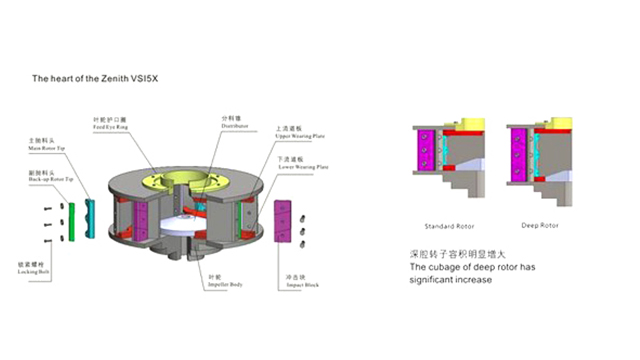 The heart of the Zenith VSI5X
叶轮护口圈
Feed Eye Ring
分料锥
Distributor
上流道板
Upper Wearing Plate
主抛料头
Main Rotor Tip
下流道板
Lower Wearing Plate
副抛料头
Back-up Rotor Tip
锁紧螺栓
Locking Bolt
叶轮
Impeller Body
冲击块
Impact Block
Standard Rotor
Deep Rotor
深腔转子容积明显增大
The cubage of deep rotor has
significant increase